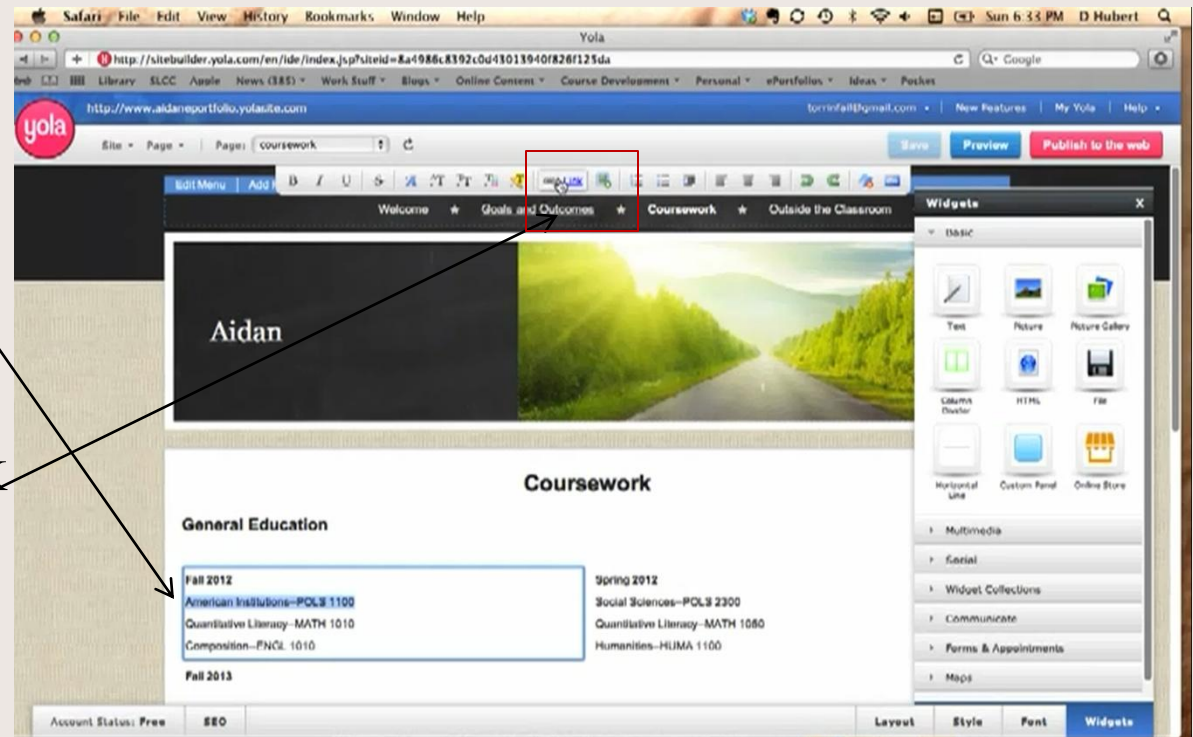 Safari File Edit View History Bookmarks Window Help Sun 6:33 PM D Hubert
Yola
http://sitebuilder.yola.com/en/ide/index.jsp?siteid=8a4986c8392c0d43013940f826f125da Google
Library SLCC Apple News (385) Work Stuff Blogs Online Content Course Development Personal ePortfolios Ideas Poskes
yola
http://www.aidaneportfolio.yolasite.com torrinfail@gmail.com New Features My Yola Help
Site Page Page: coursework Save Preview Publish to the web
Edit Menu Add B I U S Link
Welcome Goals and Outcomes Coursework Outside the Classroom
Widgets X
Basic
Aidan
Text Picture Picture Gallery
Column Divider HTML File
Horizontal Line Custom Panel Online Store
Coursework
General Education
Fall 2012
American Institutions--POLS 1100
Quantitative Literacy--MATH 1010
Composition--ENGL 1010
Fall 2013
Spring 2012
Social Sciences--POLS 2300
Quantitative Literacy--MATH 1060
Humanities--HUMA 1100
Multimedia
Social
Widget Collections
Communicate
Forms & Appointments
Maps
Account Status: Free SEO Layout Style Font Widgets